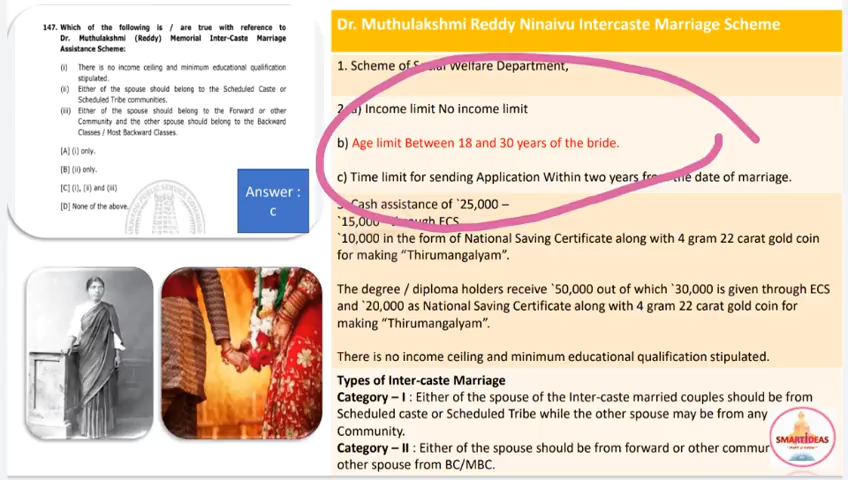 147. Which of the following is / are true with reference to
Dr. Muthulakshmi (Reddy) Memorial Inter-Caste Marriage
Assistance Scheme:
(i) There is no income ceiling and minimum educational qualification
stipulated.
(ii) Either of the spouse should belong to the Scheduled Caste or
Scheduled Tribe communities.
(iii) Either of the spouse should belong to the Forward or other
Community and the other spouse should belong to the Backward
Classes / Most Backward Classes.
[A] (i) only.
[B] (ii) only.
[C] (i), (ii) and (iii)
[D] None of the above.
Answer :
c
Dr. Muthulakshmi Reddy Ninaivu Intercaste Marriage Scheme
1. Scheme of Social Welfare Department,
2. a) Income limit No income limit
b) Age limit Between 18 and 30 years of the bride.
c) Time limit for sending Application Within two years from the date of marriage.
3. Cash assistance of `25,000 –
`15,000 through ECS
`10,000 in the form of National Saving Certificate along with 4 gram 22 carat gold coin
for making “Thirumangalyam”.
The degree / diploma holders receive `50,000 out of which `30,000 is given through ECS
and `20,000 as National Saving Certificate along with 4 gram 22 carat gold coin for
making “Thirumangalyam”.
There is no income ceiling and minimum educational qualification stipulated.
Types of Inter-caste Marriage
Category – I : Either of the spouse of the Inter-caste married couples should be from
Scheduled caste or Scheduled Tribe while the other spouse may be from any
Community.
Category – II : Either of the spouse should be from forward or other commur
other spouse from BC/MBC.
SMART IDEAS